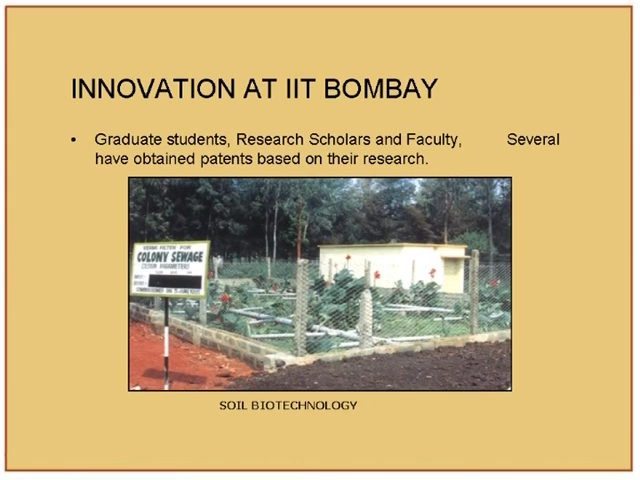 INNOVATION AT IIT BOMBAY
• Graduate students, Research Scholars and Faculty, Several
have obtained patents based on their research.
FOR
COLONY SEWAGE
SOIL BIOTECHNOLOGY